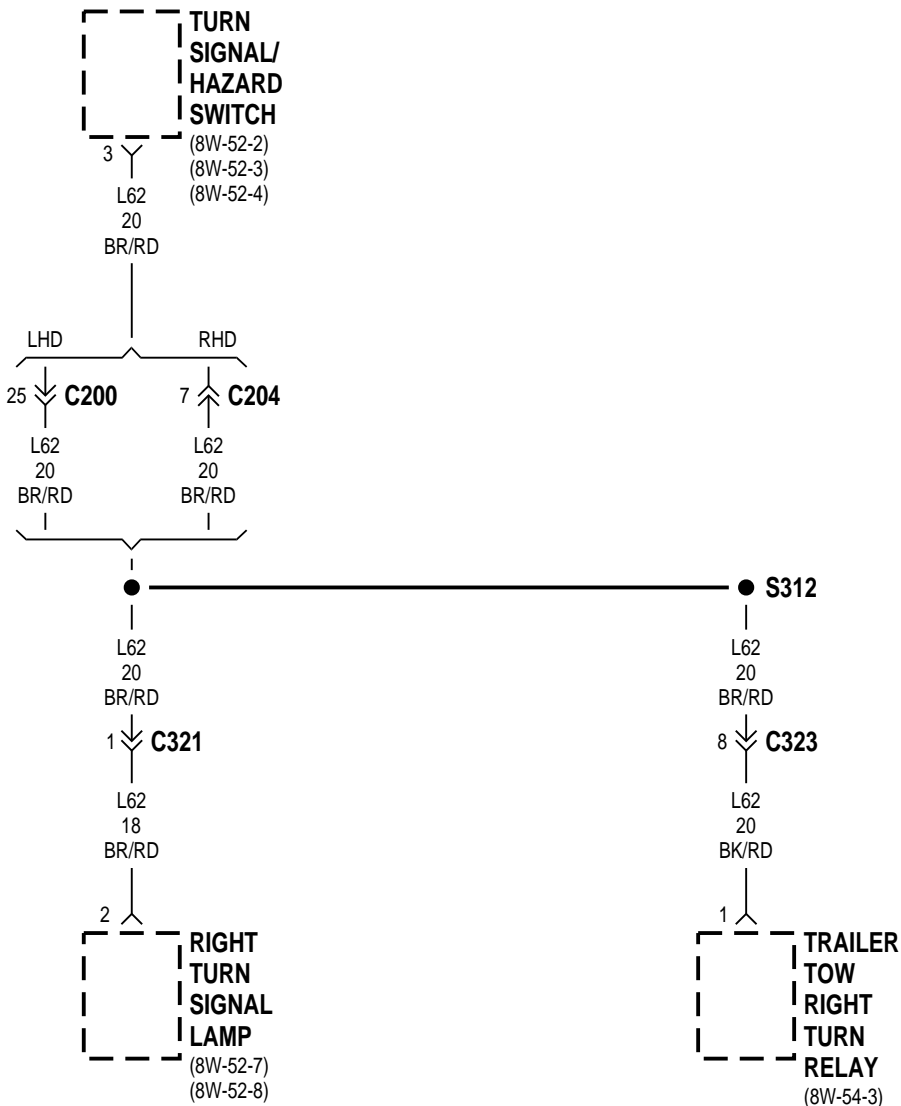 TURN
SIGNAL/
HAZARD
SWITCH
(8W-52-2)
(8W-52-3)
(8W-52-4)
3
L62
20
BR/RD
LHD
RHD
25
C200
7
C204
L62
20
BR/RD
L62
20
BR/RD
S312
L62
20
BR/RD
L62
20
BR/RD
1
C321
8
C323
L62
18
BR/RD
L62
20
BK/RD
2
1
RIGHT
TURN
SIGNAL
LAMP
(8W-52-7)
(8W-52-8)
TRAILER
TOW
RIGHT
TURN
RELAY
(8W-54-3)